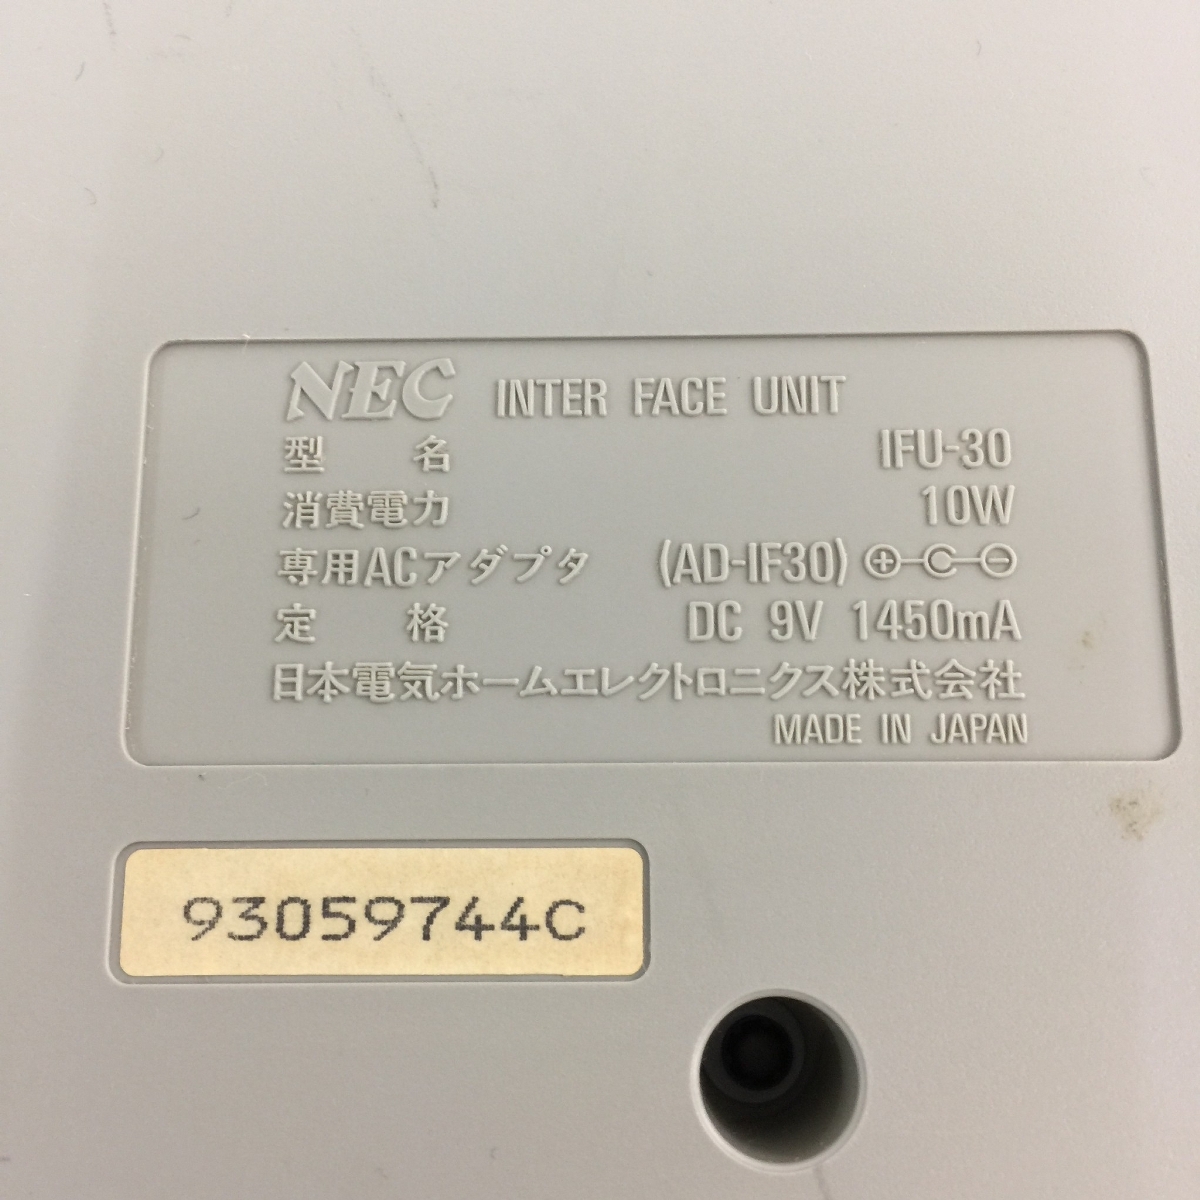 NEC INTER FACE UNIT
型名 IFU-30
消費電力 10W
専用ACアダプタ (AD-IF30) ⊕-C-⊖
定格 DC 9V 1450mA
日本電気ホームエレクトロニクス株式会社
MADE IN JAPAN
93059744C